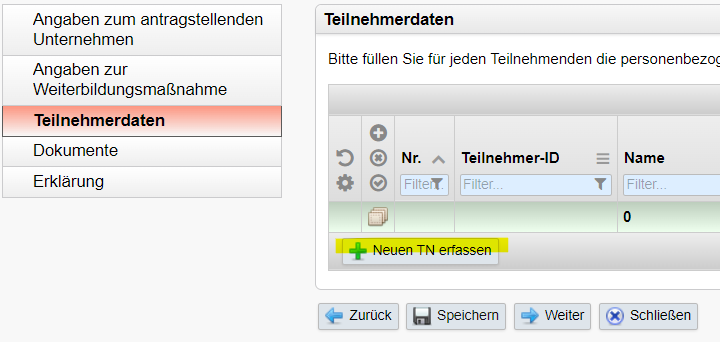 Angaben zum antragstellenden
Unternehmen
Angaben zur
Weiterbildungsmaßnahme
Teilnehmerdaten
Dokumente
Erklärung
Teilnehmerdaten
Bitte füllen Sie für jeden Teilnehmenden die personenbezog
Nr. Teilnehmer-ID Name
Filter... Filter... Filter...
0
Neuen TN erfassen
Zurück Speichern Weiter Schließen